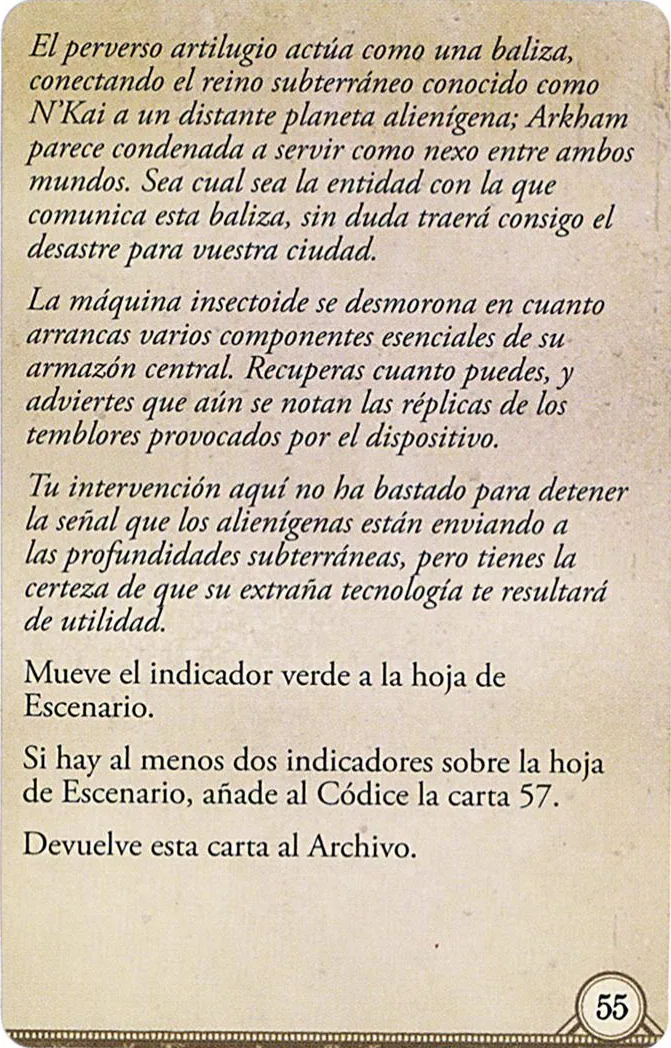 El perverso artilugio actúa como una baliza,
conectando el reino subterráneo conocido como
N'Kai a un distante planeta alienígena; Arkham
parece condenada a servir como nexo entre ambos
mundos. Sea cual sea la entidad con la que
comunica esta baliza, sin duda traerá consigo el
desastre para vuestra ciudad.
La máquina insectoide se desmorona en cuanto
arrancas varios componentes esenciales de su
armazón central. Recuperas cuanto puedes, y
adviertes que aún se notan las réplicas de los
temblores provocados por el dispositivo.
Tu intervención aquí no ha bastado para detener
la señal que los alienígenas están enviando a
las profundidades subterráneas, pero tienes la
certeza de que su extraña tecnología te resultará
de utilidad.
Mueve el indicador verde a la hoja de
Escenario.
Si hay al menos dos indicadores sobre la hoja
de Escenario, añade al Códice la carta 57.
Devuelve esta carta al Archivo.
55